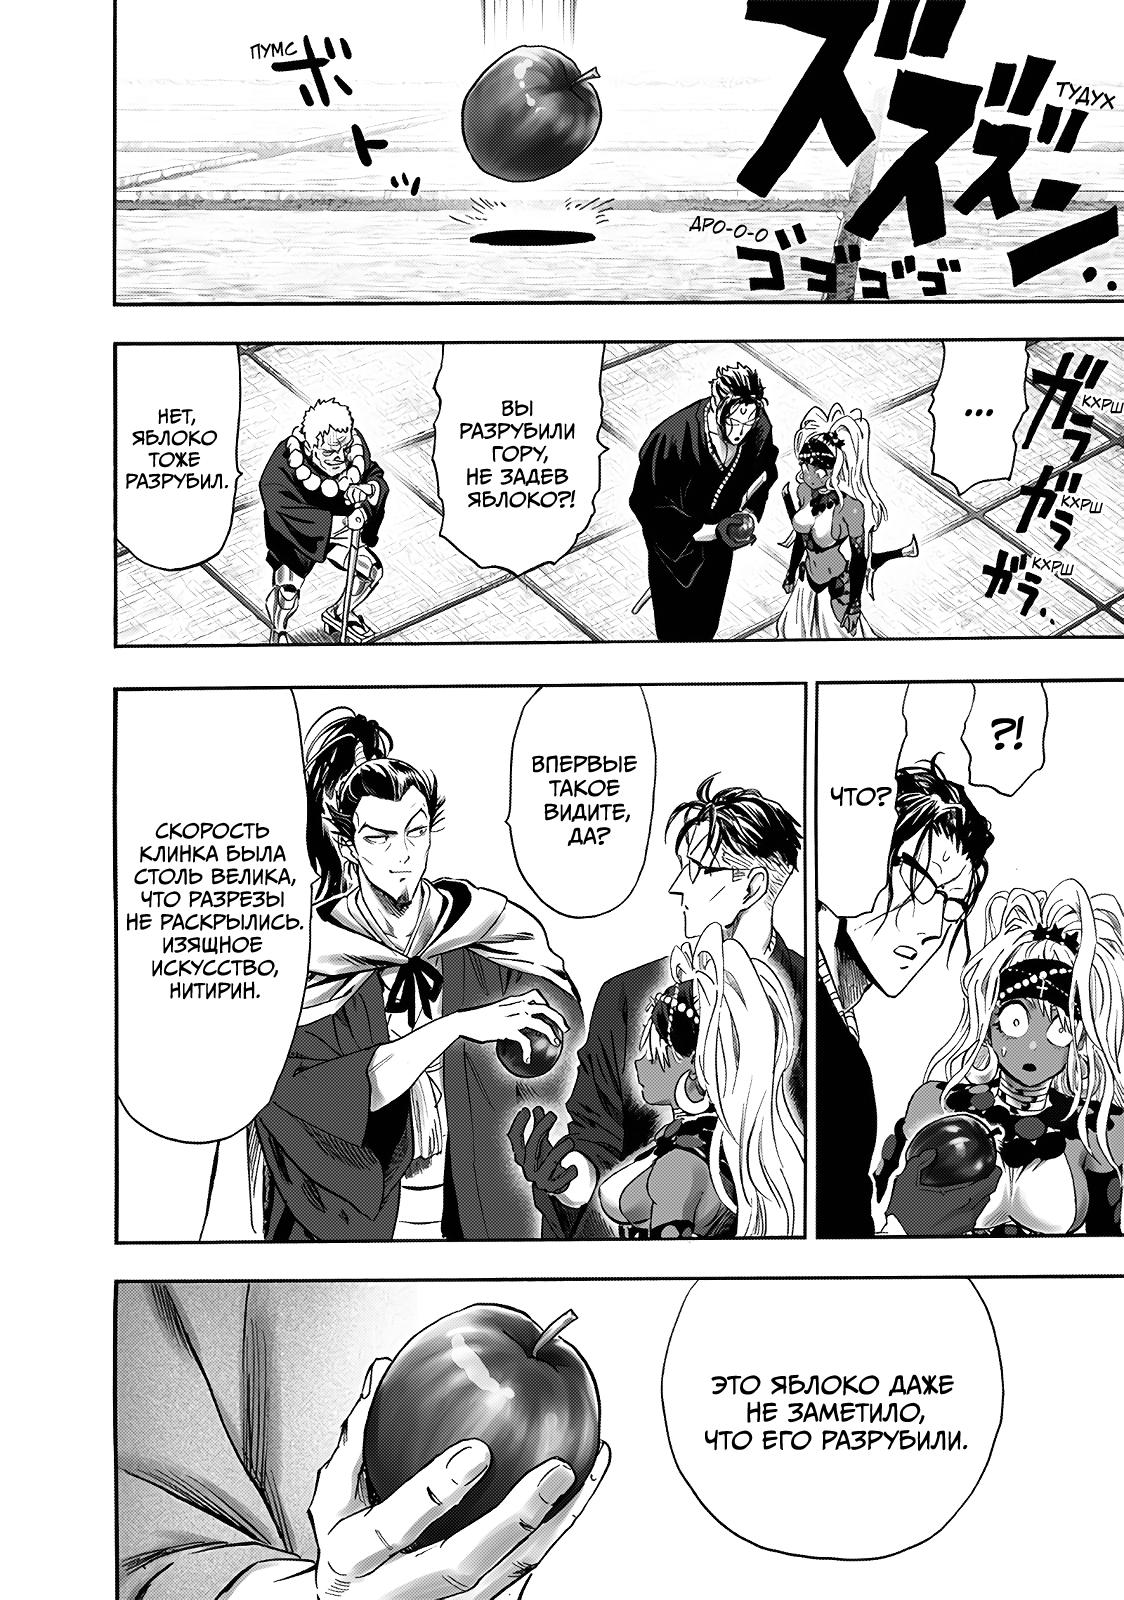 ズズズン..
ТУДУХ
ゴゴゴゴゴ
ДРО-О-О
ボトッ
ПУМС
ガラ
КХРШ
ガラ
КХРШ
ガラ..
КХРШ
...
ВЫ
РАЗРУБИЛИ
ГОРУ,
НЕ ЗАДЕВ
ЯБЛОКО?!
НЕТ,
ЯБЛОКО
ТОЖЕ
РАЗРУБИЛ.
?!
ЧТО?
ВПЕРВЫЕ
ТАКОЕ
ВИДИТЕ,
ДА?
СКОРОСТЬ
КЛИНКА БЫЛА
СТОЛЬ ВЕЛИКА,
ЧТО РАЗРЕЗЫ
НЕ РАСКРЫЛИСЬ.
ИЗЯЩНОЕ
ИСКУССТВО,
НИТИРИН.
ЭТО ЯБЛОКО ДАЖЕ
НЕ ЗАМЕТИЛО,
ЧТО ЕГО РАЗРУБИЛИ.